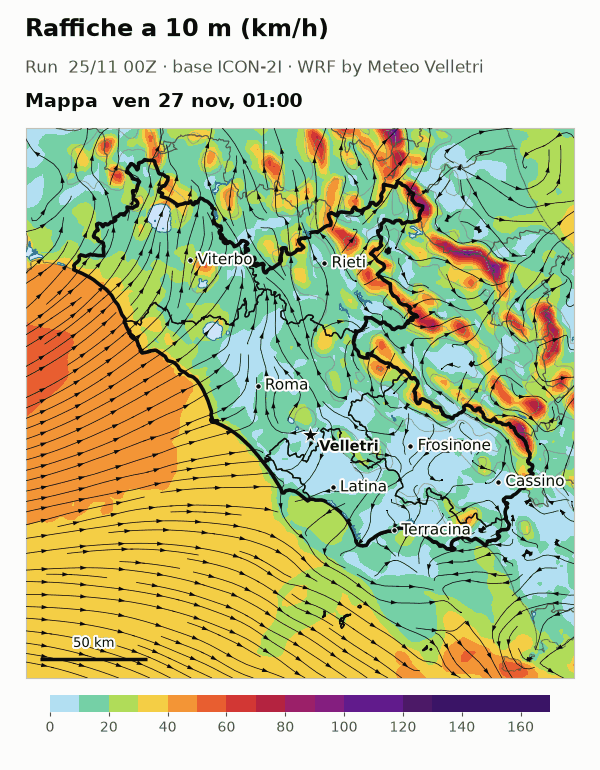 Raffiche a 10 m (km/h)
Run 25/11 00Z · base ICON-2I · WRF by Meteo Velletri
Mappa ven 27 nov, 01:00
Viterbo
Rieti
Roma
Velletri
Frosinone
Cassino
Latina
Terracina
50 km
0 20 40 60 80 100 120 140 160